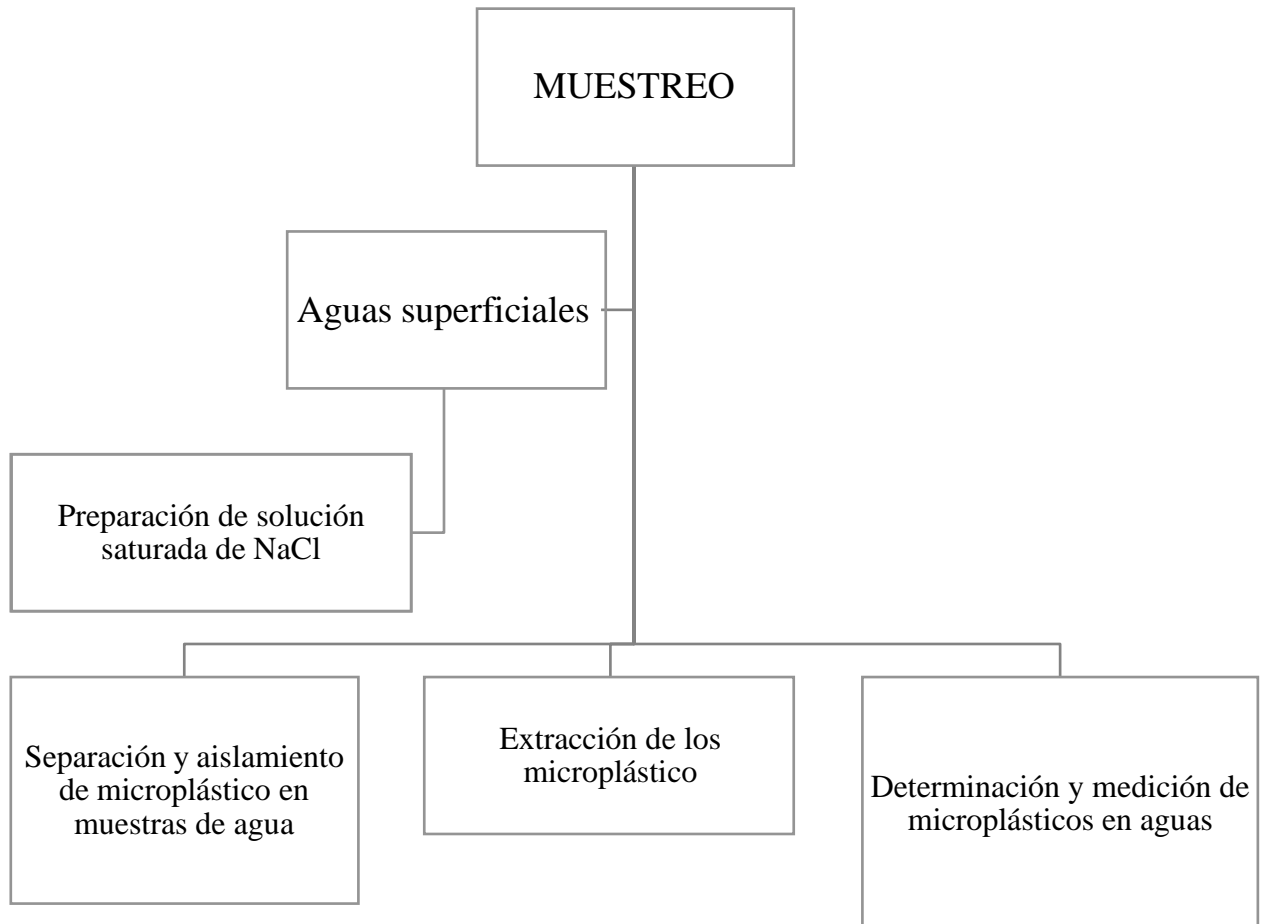 MUESTREO
Aguas superficiales
Preparación de solución
saturada de NaCl
Separación y aislamiento
de microplástico en
muestras de agua
Extracción de los
microplástico
Determinación y medición de
microplásticos en aguas